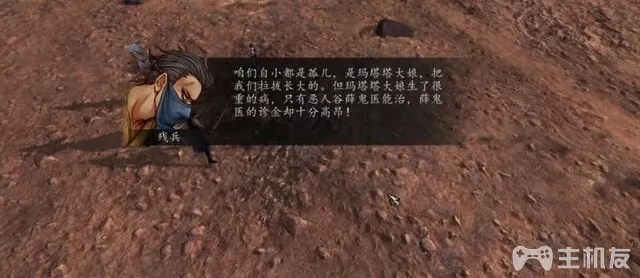 咱们自小都是孤儿，是玛塔塔大娘，把
我们拉拔长大的。但玛塔塔大娘生了很
重的病，只有恶人谷薛鬼医能治，薛鬼
医的诊金却十分高昂！
残兵
主机友